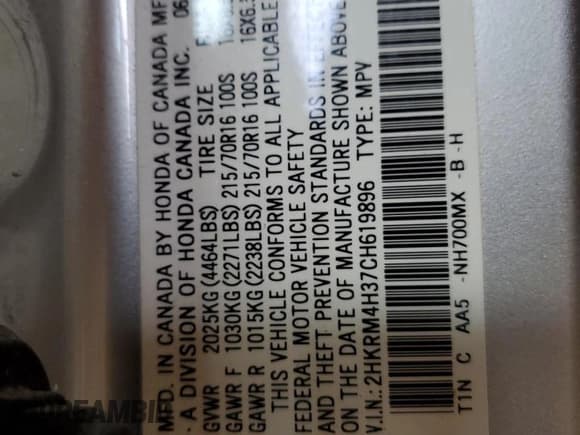 MFD. IN CANADA BY HONDA OF CANADA MF
· A DIVISION OF HONDA CANADA INC. 06
GVWR 2025KG(4464LBS) TIRE SIZE
GAWR F 1030KG(2271LBS) 215/70R16 100S
GAWR R 1015KG(2238LBS) 215/70R16 100S 16X6.
THIS VEHICLE CONFORMS TO ALL APPLICABLE
FEDERAL MOTOR VEHICLE SAFETY
AND THEFT PREVENTION STANDARDS IN
ON THE DATE OF MANUFACTURE SHOWN ABOVE
V.I.N.: 2HKRM4H37CH619896 TYPE: MPV
T1N C AA5 -NH700MX -B -H
DREAMBID